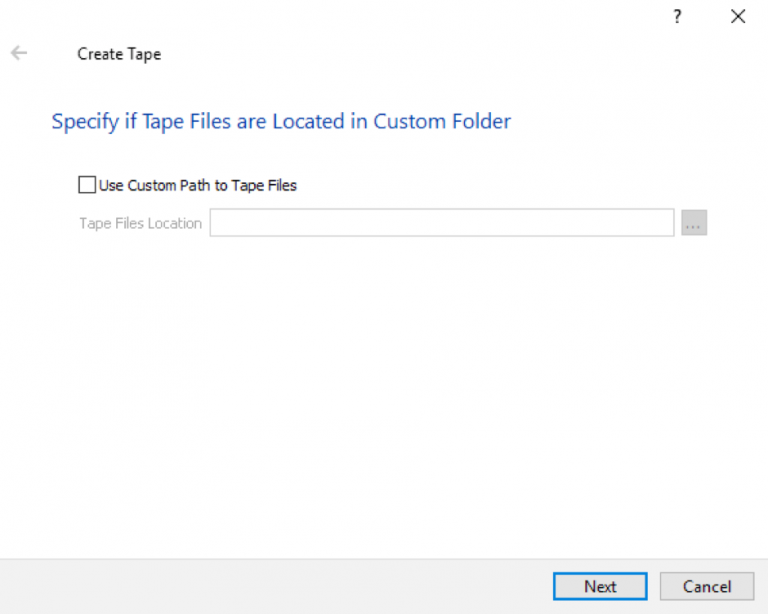 ?
Create Tape
Specify if Tape Files are Located in Custom Folder
Use Custom Path to Tape Files
Tape Files Location
...
Next Cancel